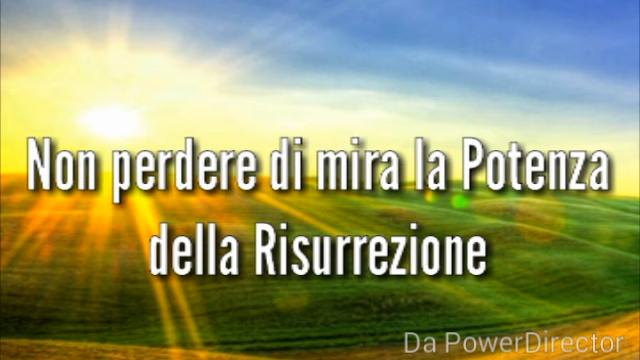 Non perdere di mira la Potenza
della Risurrezione
Da PowerDirector